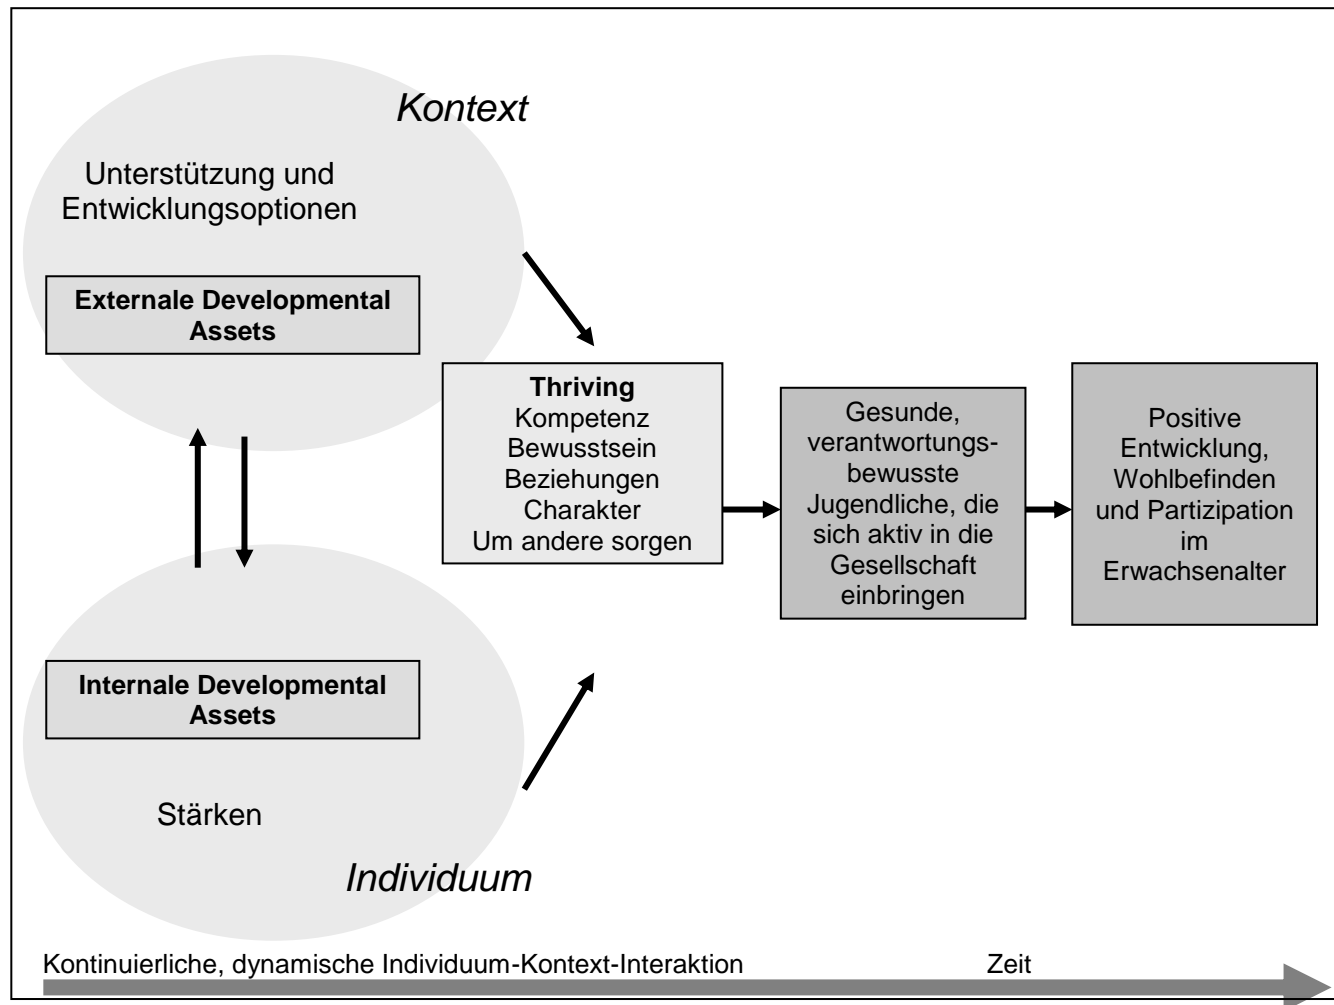 Kontext
Unterstützung und
Entwicklungsoptionen
Externale Developmental
Assets
Thriving
Kompetenz
Bewusstsein
Beziehungen
Charakter
Um andere sorgen
Gesunde,
verantwortungs-
bewusste
Jugendliche, die
sich aktiv in die
Gesellschaft
einbringen
Positive
Entwicklung,
Wohlbefinden
und Partizipation
im
Erwachsenalter
Internale Developmental
Assets
Stärken
Individuum
Kontinuierliche, dynamische Individuum-Kontext-Interaktion
Zeit